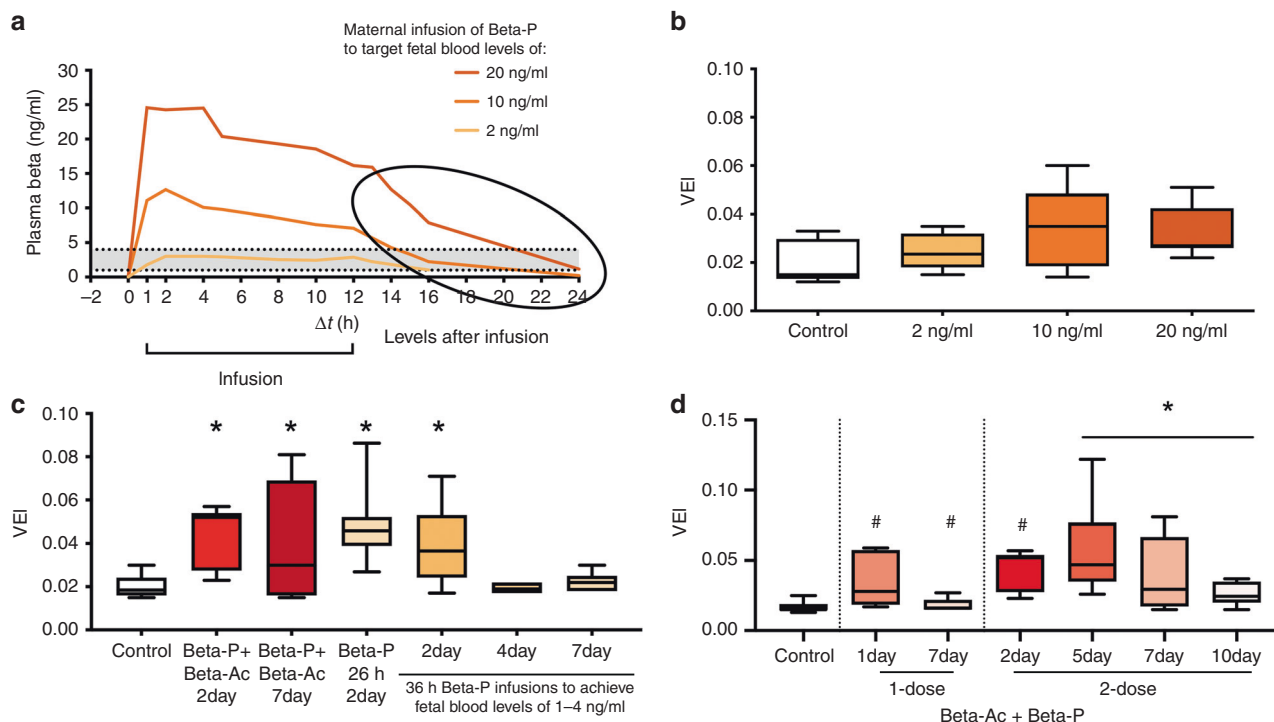 a
Maternal infusion of Beta-P
to target fetal blood levels of:
20 ng/ml
10 ng/ml
2 ng/ml
Plasma beta (ng/ml)
30
25
20
15
10
5
0
–2 0 1 2 4 6 8 10 12 14 16 18 20 22 24
Δt (h)
Levels after infusion
Infusion
b
VEI
0.10
0.08
0.06
0.04
0.02
0.00
Control 2 ng/ml 10 ng/ml 20 ng/ml
c
VEI
0.10
0.08
0.06
0.04
0.02
0.00
* * * *
Control
Beta-P+
Beta-Ac
2day
Beta-P+
Beta-Ac
7day
Beta-P
26 h
2day
2day 4day 7day
36 h Beta-P infusions to achieve
fetal blood levels of 1–4 ng/ml
d
VEI
0.15
0.10
0.05
0.00
*
# # #
Control 1day 7day 2day 5day 7day 10day
1-dose 2-dose
Beta-Ac + Beta-P